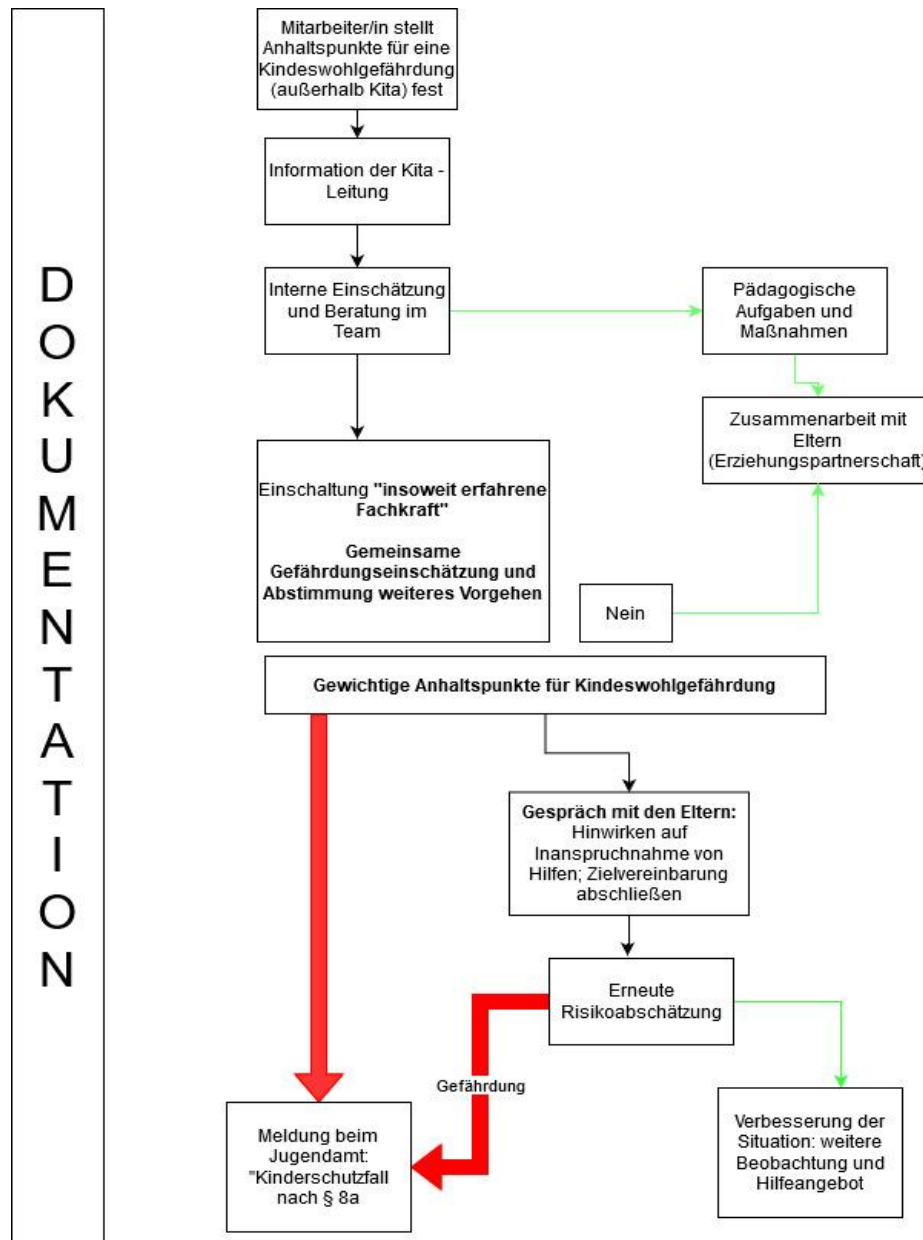 DOKUMENTATION
Mitarbeiter/in stellt
Anhaltspunkte für eine
Kindeswohlgefährdung
(außerhalb Kita) fest
Information der Kita -
Leitung
Interne Einschätzung
und Beratung im
Team
Pädagogische
Aufgaben und
Maßnahmen
Zusammenarbeit mit
Eltern
(Erziehungspartnerschaft)
Einschaltung "insoweit erfahrene
Fachkraft"
Gemeinsame
Gefährdungseinschätzung und
Abstimmung weiteres Vorgehen
Nein
Gewichtige Anhaltspunkte für Kindeswohlgefährdung
Gespräch mit den Eltern:
Hinwirken auf
Inanspruchnahme von
Hilfen; Zielvereinbarung
abschließen
Erneute
Risikoabschätzung
Gefährdung
Meldung beim
Jugendamt:
"Kinderschutzfall
nach § 8a
Verbesserung der
Situation: weitere
Beobachtung und
Hilfeangebot